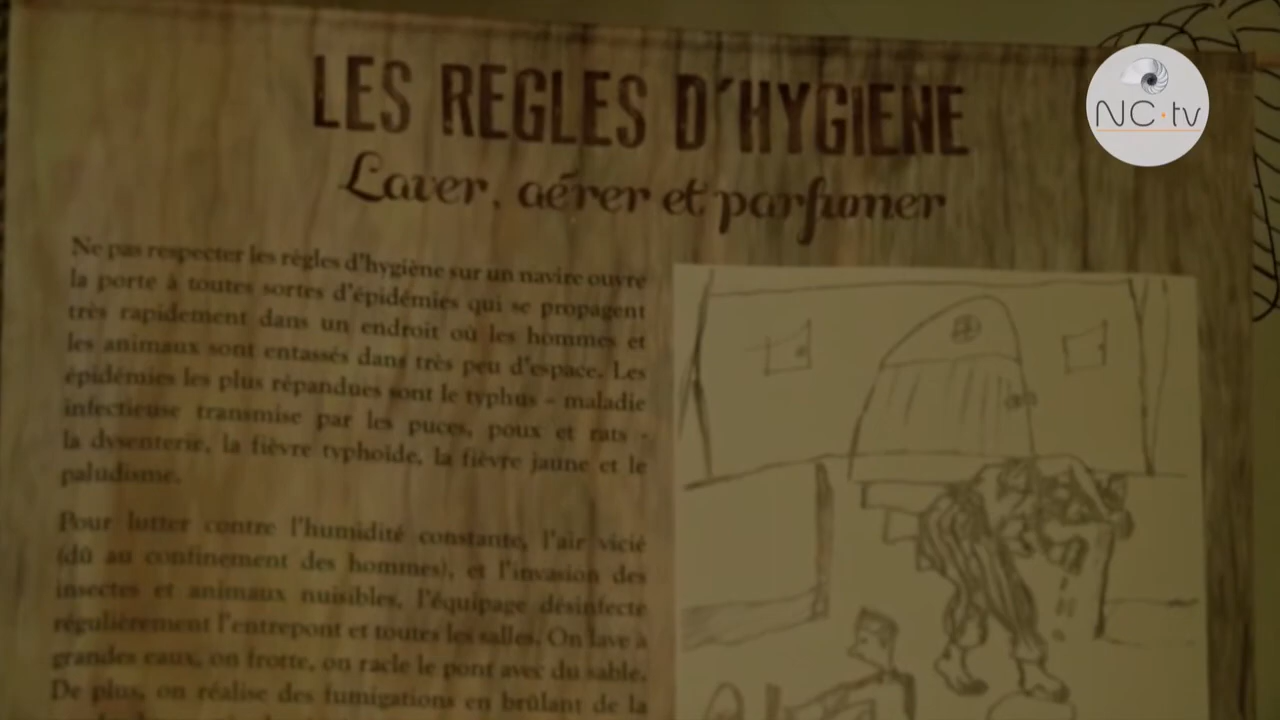 NC·tv
LES REGLES D'HYGIENE
Laver, aérer et parfumer
Ne pas respecter les règles d'hygiène sur un navire ouvre
la porte à toutes sortes d'épidémies qui se propagent
très rapidement dans un endroit où les hommes et
les animaux sont entassés dans très peu d'espace. Les
épidémies les plus répandues sont le typhus - maladie
infectieuse transmise par les puces, poux et rats -
la dysenterie, la fièvre typhoïde, la fièvre jaune et le
paludisme.
Pour lutter contre l'humidité constante, l'air vicié
(dû au confinement des hommes), et l'invasion des
insectes et animaux nuisibles, l'équipage désinfecte
régulièrement l'entrepont et toutes les salles. On lave à
grandes eaux, on frotte, on racle le pont avec du sable.
De plus, on réalise des fumigations en brûlant de la